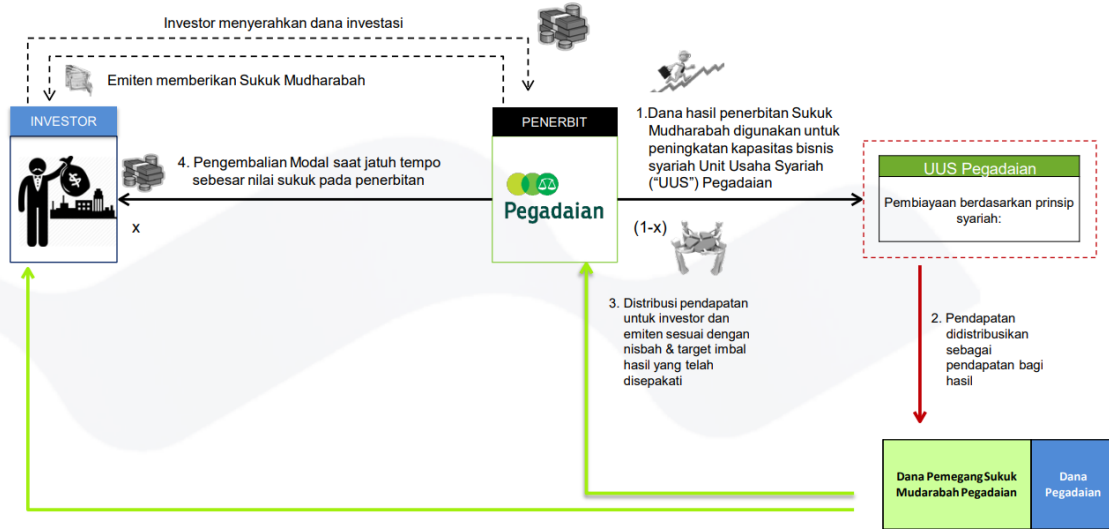 Investor menyerahkan dana investasi
Emiten memberikan Sukuk Mudharabah
INVESTOR
PENERBIT
Pegadaian
4. Pengembalian Modal saat jatuh tempo
sebesar nilai sukuk pada penerbitan
x
1.Dana hasil penerbitan Sukuk
Mudharabah digunakan untuk
peningkatan kapasitas bisnis
syariah Unit Usaha Syariah
(“UUS”) Pegadaian
(1-x)
UUS Pegadaian
Pembiayaan berdasarkan prinsip
syariah:
3. Distribusi pendapatan
untuk investor dan
emiten sesuai dengan
nisbah & target imbal
hasil yang telah
disepakati
2. Pendapatan
didistribusikan
sebagai
pendapatan bagi
hasil
Dana Pemegang Sukuk
Mudarabah Pegadaian
Dana
Pegadaian